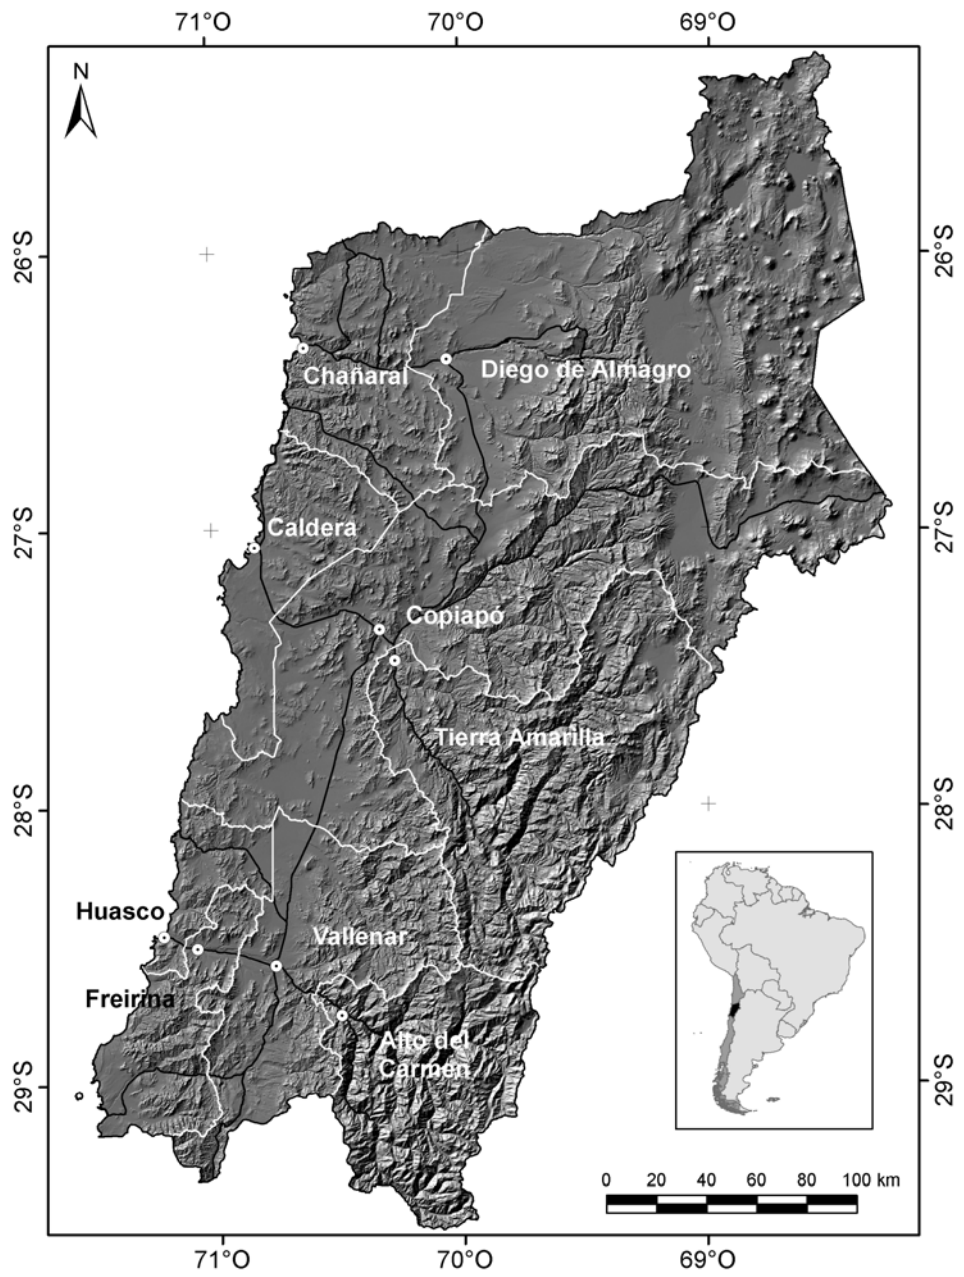 71°O 70°O 69°O
N
26°S 26°S
Diego de Almagro
Chañaral
Caldera
27°S 27°S
Copiapó
Tierra Amarilla
28°S 28°S
Huasco
Vallenar
Freirina
Alto del
Carmen
29°S 29°S
0 20 40 60 80 100 km
71°O 70°O 69°O